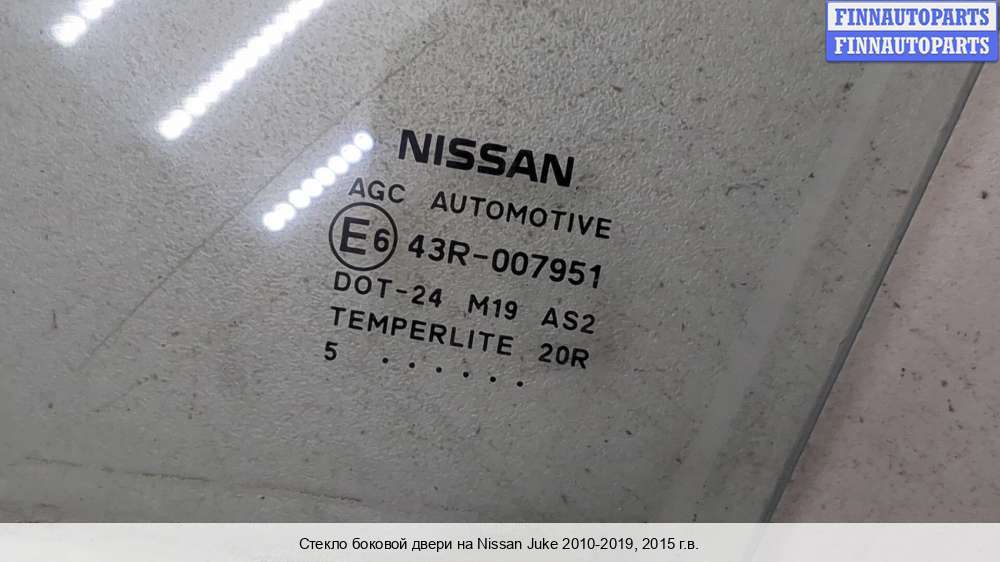 FINNAUTOPARTS
FINNAUTOPARTS
NISSAN
AGC AUTOMOTIVE
E6 43R-007951
DOT-24 M19 AS2
TEMPERLITE 20R
5 ......
Стекло боковой двери на Nissan Juke 2010-2019, 2015 г.в.